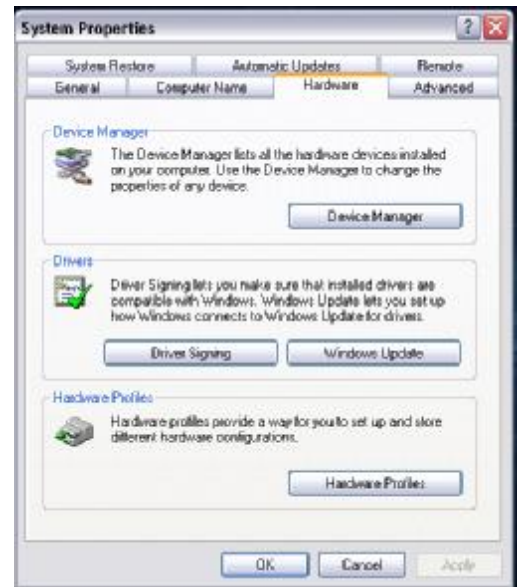 System Properties
?
X
System Restore
Automatic Updates
Remote
General
Computer Name
Hardware
Advanced
Device Manager
The Device Manager lists all the hardware devices installed
on your computer. Use the Device Manager to change the
properties of any device.
Device Manager
Drivers
Driver Signing lets you make sure that installed drivers are
compatible with Windows. Windows Update lets you set up
how Windows connects to Windows Update for drivers.
Driver Signing
Windows Update
Hardware Profiles
Hardware profiles provide a way for you to set up and store
different hardware configurations.
Hardware Profiles
OK
Cancel
Apply